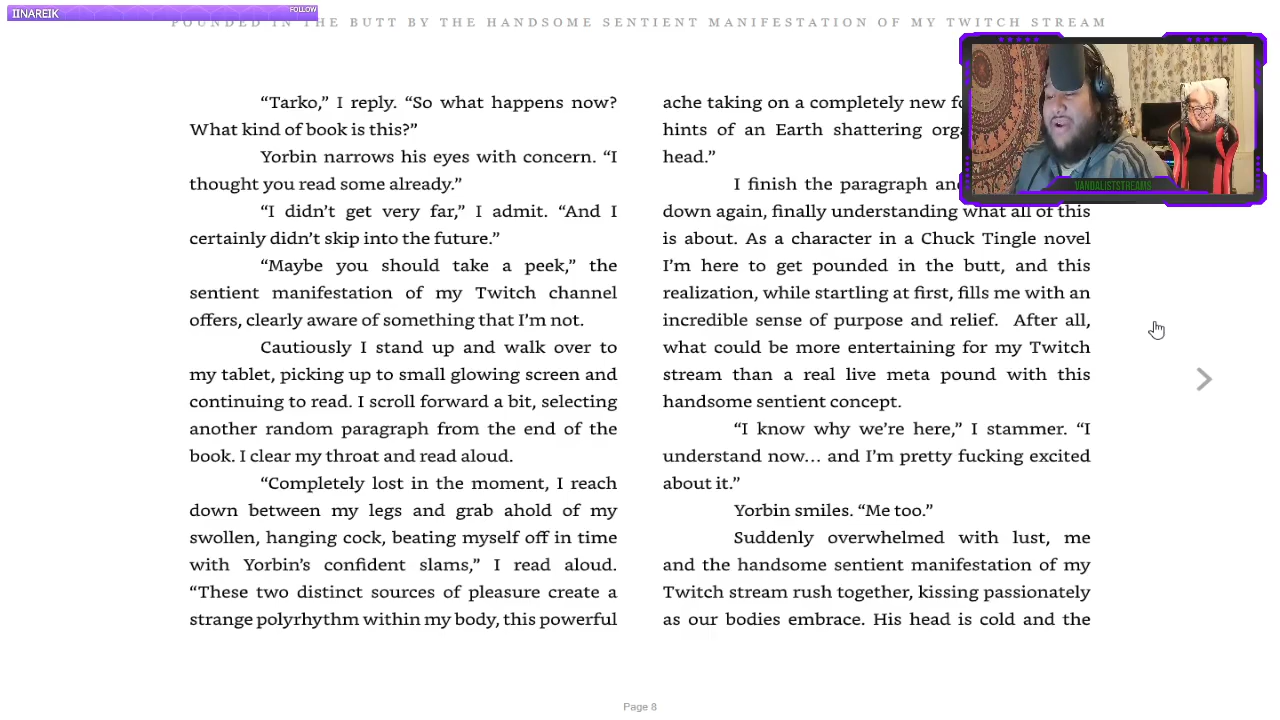 IINAREIK
FOLLOW
POUNDED IN THE BUTT BY THE HANDSOME SENTIENT MANIFESTATION OF MY TWITCH STREAM
“Tarko,” I reply. “So what happens now?
What kind of book is this?”
Yorbin narrows his eyes with concern. “I
thought you read some already.”
“I didn’t get very far,” I admit. “And I
certainly didn’t skip into the future.”
“Maybe you should take a peek,” the
sentient manifestation of my Twitch channel
offers, clearly aware of something that I’m not.
Cautiously I stand up and walk over to
my tablet, picking up to small glowing screen and
continuing to read. I scroll forward a bit, selecting
another random paragraph from the end of the
book. I clear my throat and read aloud.
“Completely lost in the moment, I reach
down between my legs and grab ahold of my
swollen, hanging cock, beating myself off in time
with Yorbin’s confident slams,” I read aloud.
“These two distinct sources of pleasure create a
strange polyrhythm within my body, this powerful
ache taking on a completely new
hints of an Earth shattering
head.”
I finish the paragraph
down again, finally understanding what all of this
is about. As a character in a Chuck Tingle novel
I’m here to get pounded in the butt, and this
realization, while startling at first, fills me with an
incredible sense of purpose and relief. After all,
what could be more entertaining for my Twitch
stream than a real live meta pound with this
handsome sentient concept.
“I know why we’re here,” I stammer. “I
understand now… and I’m pretty fucking excited
about it.”
Yorbin smiles. “Me too.”
Suddenly overwhelmed with lust, me
and the handsome sentient manifestation of my
Twitch stream rush together, kissing passionately
as our bodies embrace. His head is cold and the
VANDALISTSTREAMS
Page 8